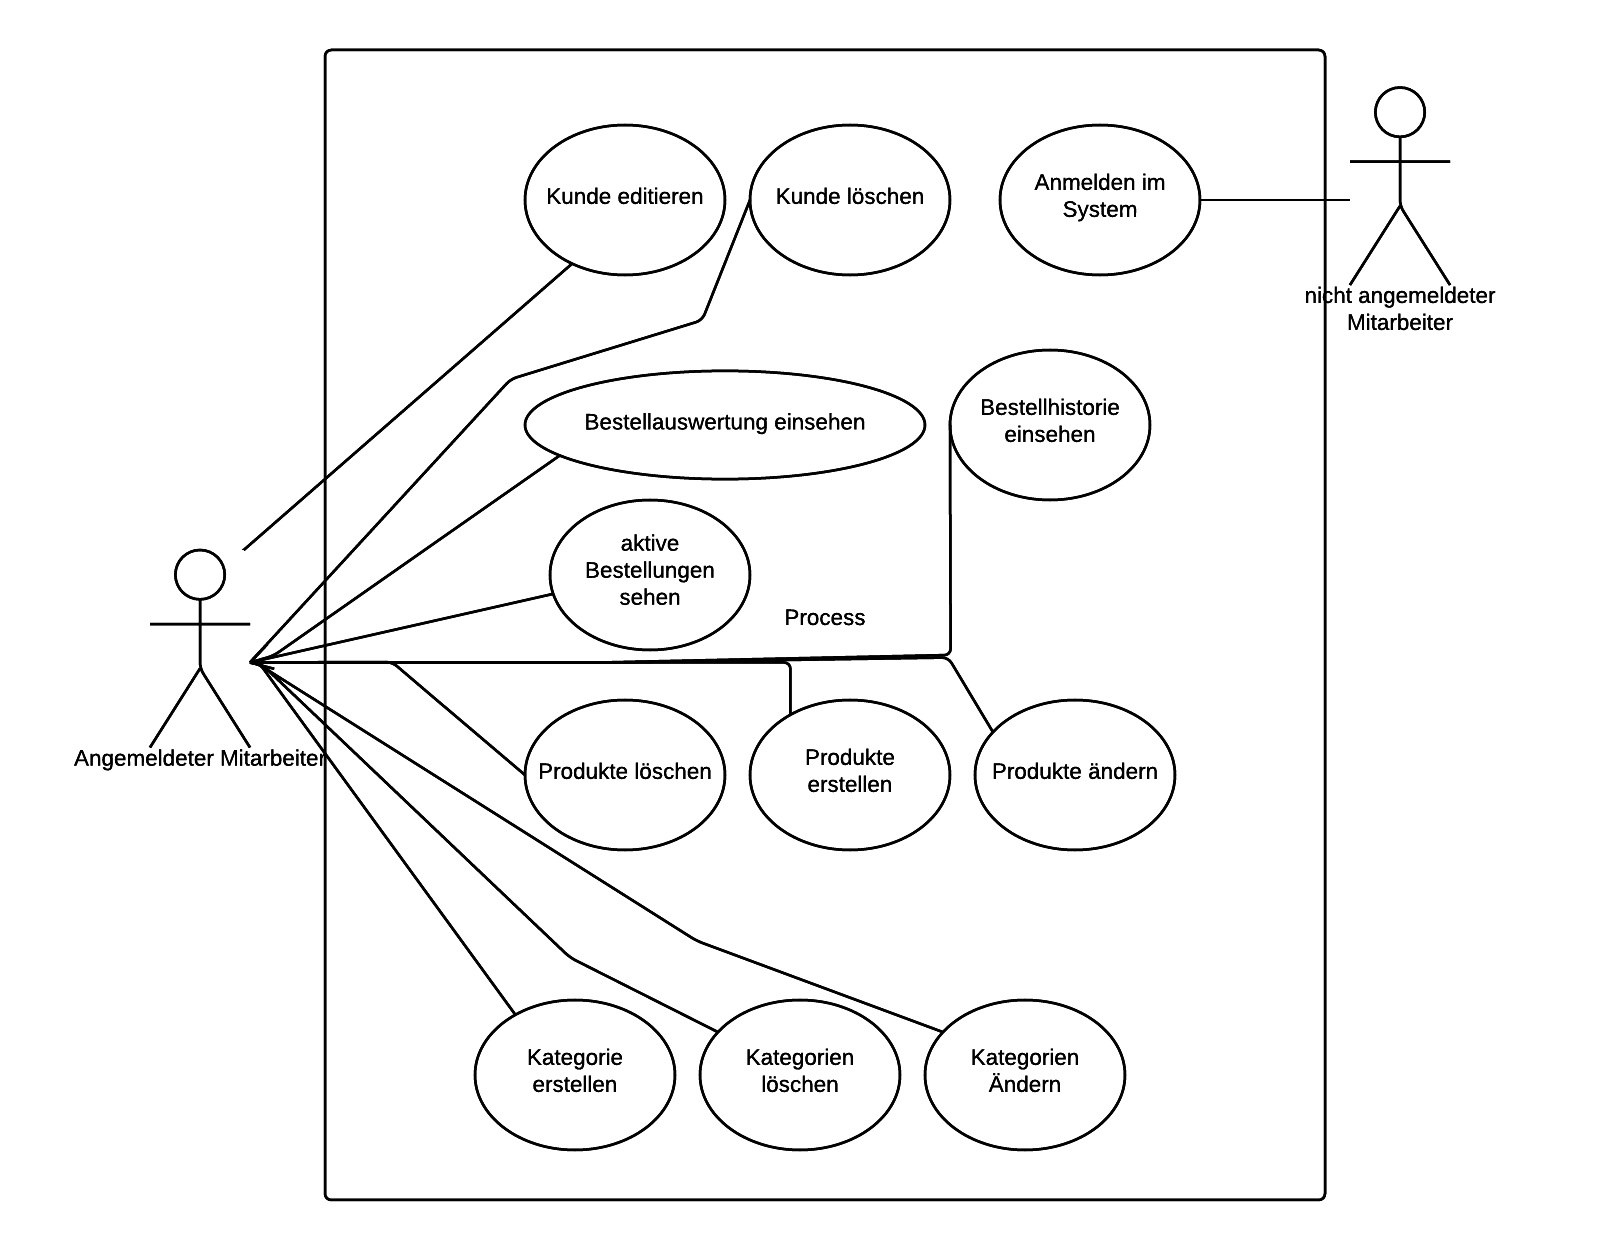 Kunde editieren
Kunde löschen
Anmelden im
System
nicht angemeldeter
Mitarbeiter
Bestellauswertung einsehen
Bestellhistorie
einsehen
aktive
Bestellungen
sehen
Process
Angemeldeter Mitarbeiter
Produkte löschen
Produkte
erstellen
Produkte ändern
Kategorie
erstellen
Kategorien
löschen
Kategorien
Ändern